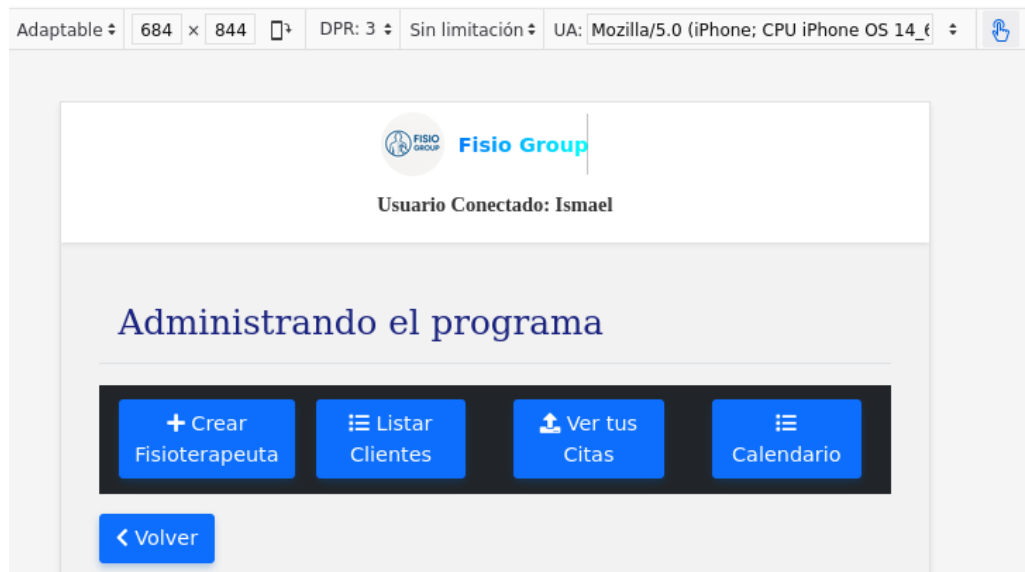 Adaptable 684 × 844 DPR: 3 Sin limitación UA: Mozilla/5.0 (iPhone; CPU iPhone OS 14_6
FISIO
GROUP
Fisio Group
Usuario Conectado: Ismael
Administrando el programa
Crear
Fisioterapeuta
Listar
Clientes
Ver tus
Citas
Calendario
Volver